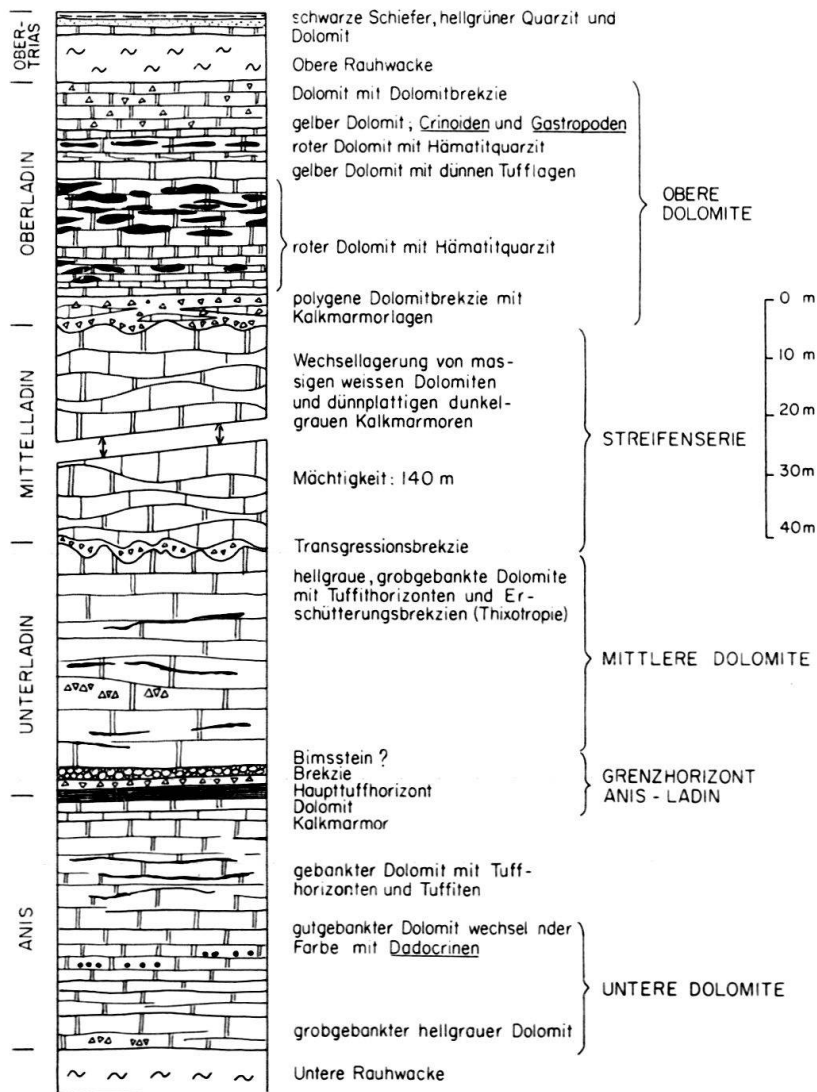 OBER-
TRIAS
OBERLADIN
MITTELLADIN
UNTERLADIN
ANIS
schwarze Schiefer, hellgrüner Quarzit und
Dolomit
Obere Rauhwacke
Dolomit mit Dolomitbrekzie
gelber Dolomit, Crinoiden und Gastropoden
roter Dolomit mit Hämatitquarzit
gelber Dolomit mit dünnen Tufflagen
roter Dolomit mit Hämatitquarzit
polygene Dolomitbrekzie mit
Kalkmarmorlagen
Wechsellagerung von mas-
sigen weissen Dolomiten
und dünnplattigen dunkel-
grauen Kalkmarmoren
Mächtigkeit: 140 m
Transgressionsbrekzie
hellgraue, grobgebankte Dolomite
mit Tuffithorizonten und Er-
schütterungsbrekzien (Thixotropie)
Bimsstein ?
Brekzie
Haupttuffhorizont
Dolomit
Kalkmarmor
gebankter Dolomit mit Tuff-
horizonten und Tuffiten
gutgebankter Dolomit wechsel nder
Farbe mit Dadocrinen
grobgebankter hellgrauer Dolomit
Untere Rauhwacke
OBERE
DOLOMITE
STREIFENSERIE
MITTLERE DOLOMITE
GRENZHORIZONT
ANIS - LADIN
UNTERE DOLOMITE
0 m
10 m
20m
30m
40m